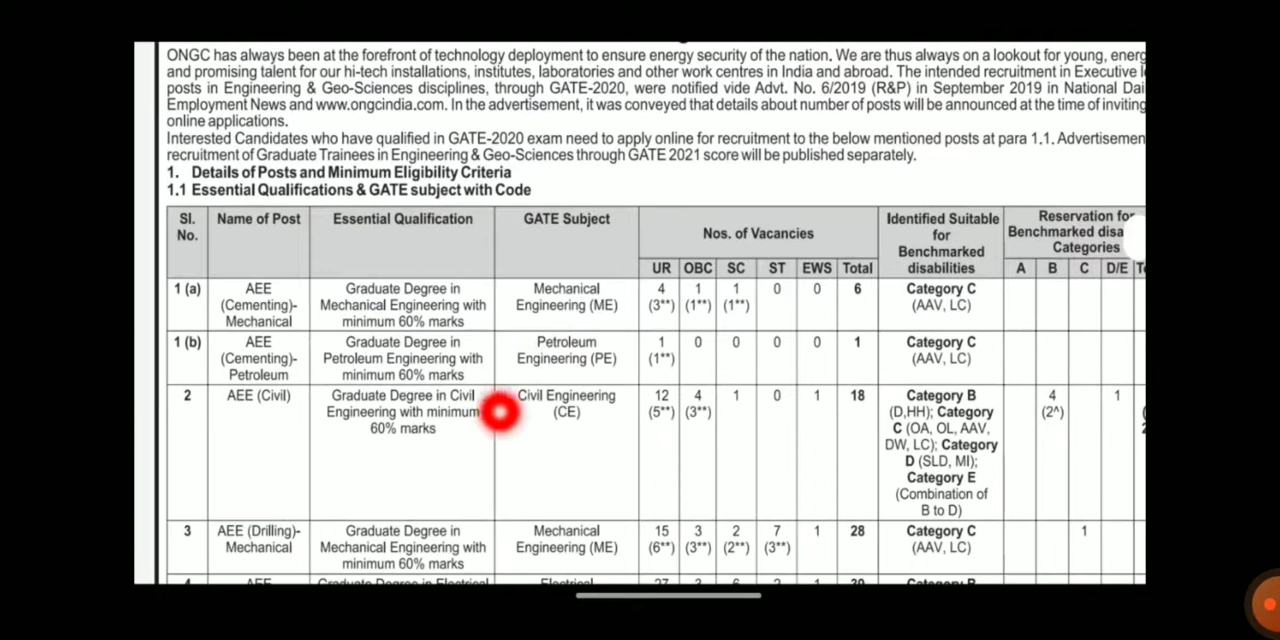 ONGC has always been at the forefront of technology deployment to ensure energy security of the nation. We are thus always on a lookout for young, energ
and promising talent for our hi-tech installations, institutes, laboratories and other work centres in India and abroad. The intended recruitment in Executive l
posts in Engineering & Geo-Sciences disciplines, through GATE-2020, were notified vide Advt. No. 6/2019 (R&P) in September 2019 in National Dai
Employment News and www.ongcindia.com. In the advertisement, it was conveyed that details about number of posts will be announced at the time of inviting
online applications.
Interested Candidates who have qualified in GATE-2020 exam need to apply online for recruitment to the below mentioned posts at para 1.1. Advertisemen
recruitment of Graduate Trainees in Engineering & Geo-Sciences through GATE 2021 score will be published separately.
1. Details of Posts and Minimum Eligibility Criteria
1.1 Essential Qualifications & GATE subject with Code
Sl. Name of Post Essential Qualification GATE Subject Nos. of Vacancies Identified Suitable Reservation for
No. for Benchmarked disa
Benchmarked Categories
UR OBC SC ST EWS Total disabilities A B C D/E T
1 (a) AEE Graduate Degree in Mechanical 4 1 1 0 0 6 Category C
(Cementing)- Mechanical Engineering with Engineering (ME) (3**) (1**) (1**) (AAV, LC)
Mechanical minimum 60% marks
1 (b) AEE Graduate Degree in Petroleum 1 0 0 0 0 1 Category C
(Cementing)- Petroleum Engineering with Engineering (PE) (1**) (AAV, LC)
Petroleum minimum 60% marks
2 AEE (Civil) Graduate Degree in Civil Civil Engineering 12 4 1 0 1 18 Category B 4 1
Engineering with minimum (CE) (5**) (3**) (D,HH); Category (2^)
60% marks C (OA, OL, AAV,
DW, LC); Category
D (SLD, MI);
Category E
(Combination of
B to D)
3 AEE (Drilling)- Graduate Degree in Mechanical 15 3 2 7 1 28 Category C 1
Mechanical Mechanical Engineering with Engineering (ME) (6**) (3**) (2**) (3**) (AAV, LC)
minimum 60% marks
AEE Graduate Degree in Electrical Electrical